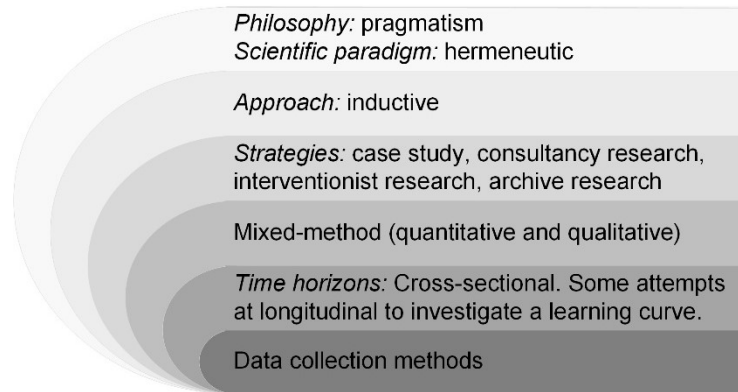 Philosophy: pragmatism
Scientific paradigm: hermeneutic
Approach: inductive
Strategies: case study, consultancy research,
interventionist research, archive research
Mixed-method (quantitative and qualitative)
Time horizons: Cross-sectional. Some attempts
at longitudinal to investigate a learning curve.
Data collection methods